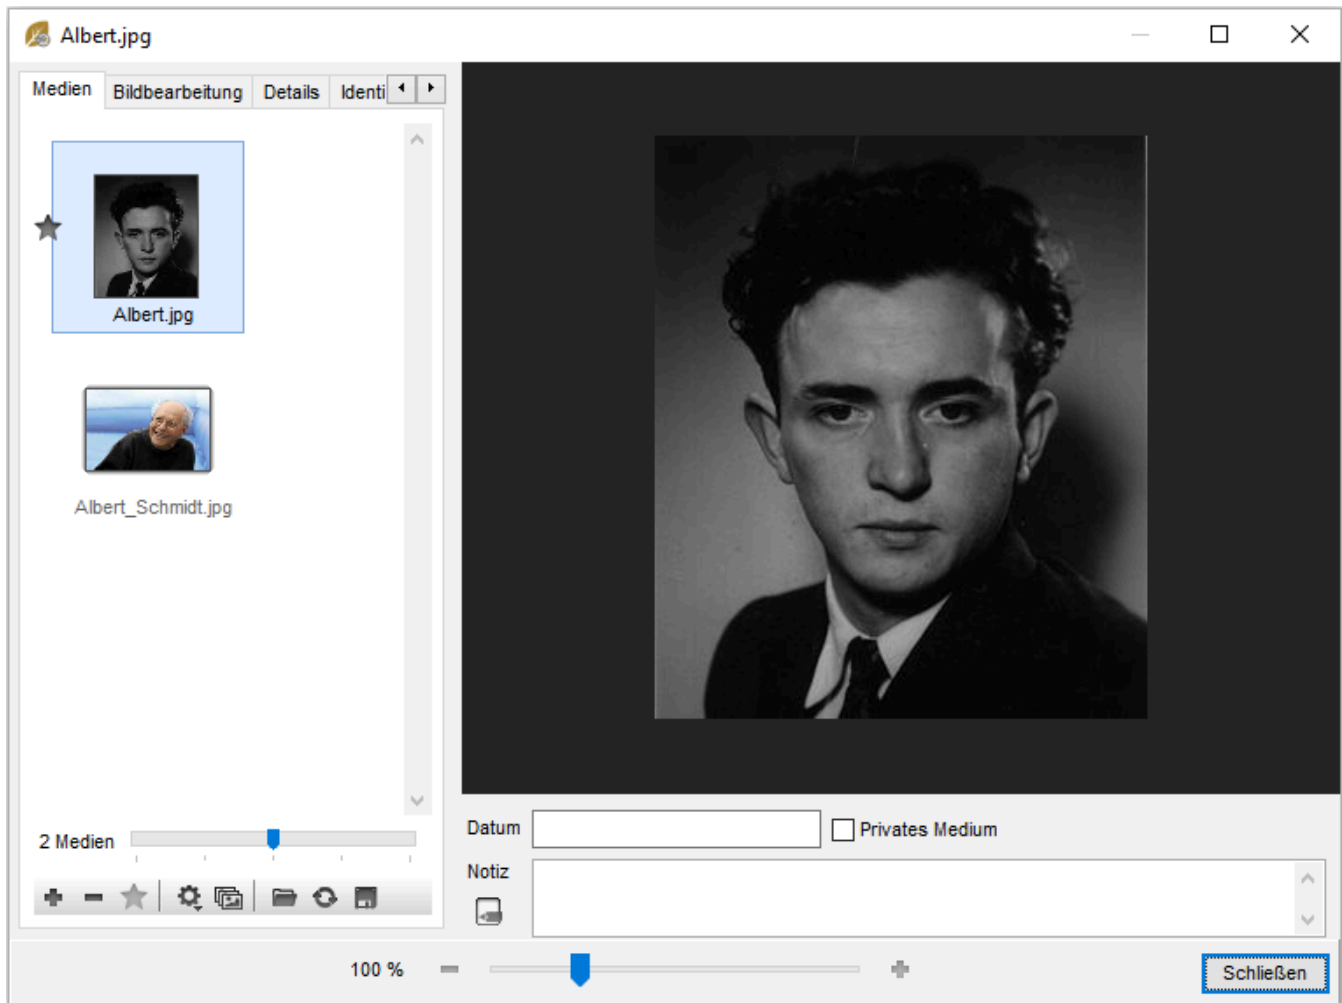 Albert.jpg
Medien Bildbearbeitung Details Identi
Albert.jpg
Albert_Schmidt.jpg
2 Medien
Datum
Privates Medium
Notiz
100 %
Schließen